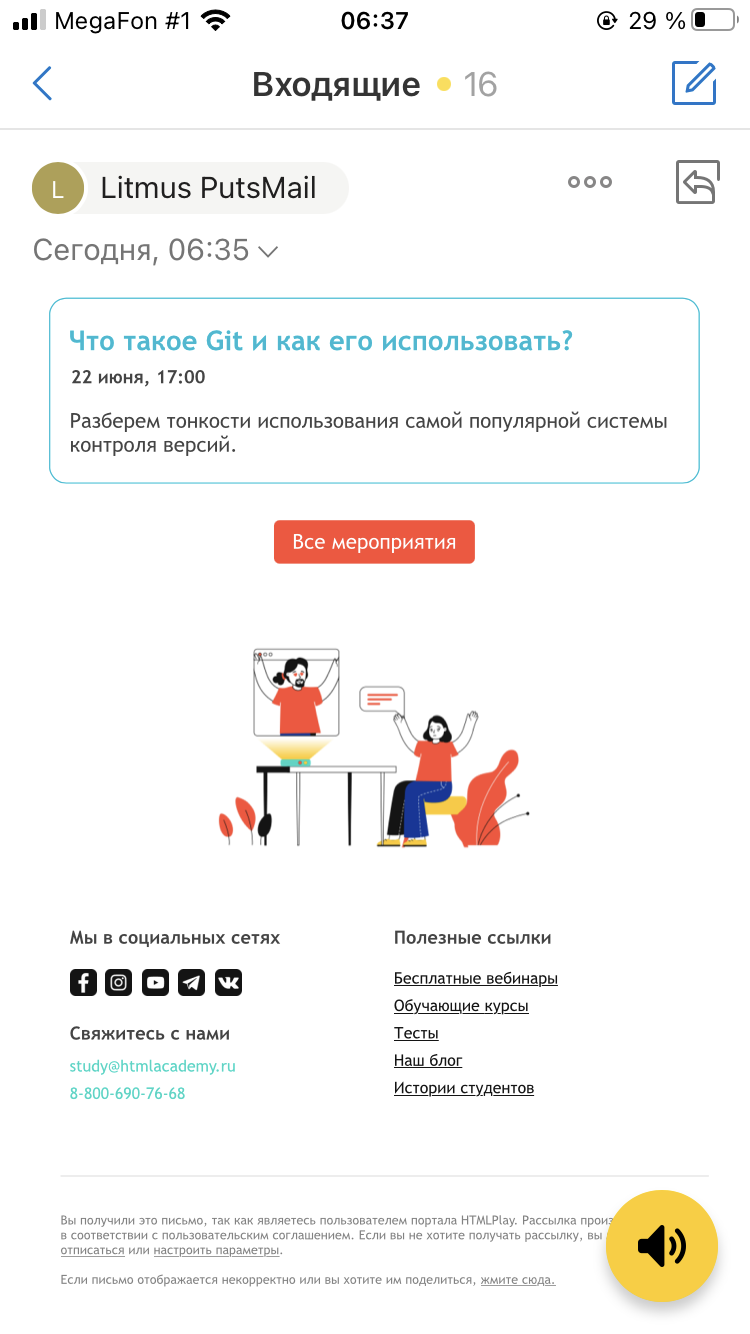 MegaFon #1 06:37 29 %
Входящие 16
L Litmus PutsMail
Сегодня, 06:35
Что такое Git и как его использовать?
22 июня, 17:00
Разберем тонкости использования самой популярной системы
контроля версий.
Все мероприятия
Мы в социальных сетях
Свяжитесь с нами
study@htmlacademy.ru
8-800-690-76-68
Полезные ссылки
Бесплатные вебинары
Обучающие курсы
Тесты
Наш блог
Истории студентов
Вы получили это письмо, так как являетесь пользователем портала HTMLPlay. Рассылка
в соответствии с пользовательским соглашением. Если вы не хотите получать рассылку, вы
отписаться или настроить параметры.
Если письмо отображается некорректно или вы хотите им поделиться, жмите сюда.